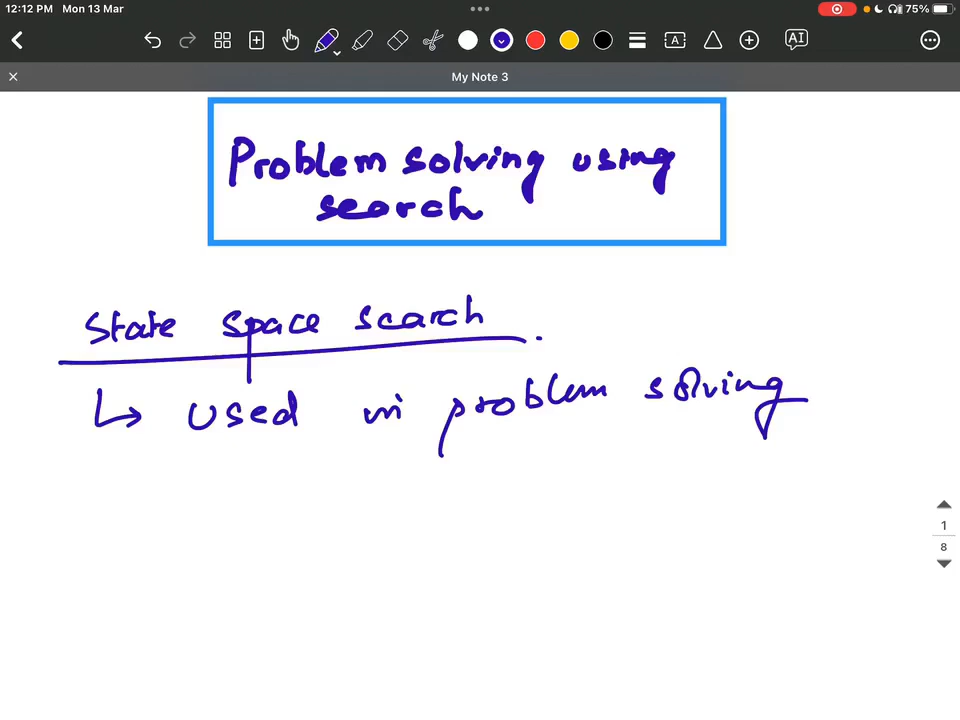 12:12 PM Mon 13 Mar
75%
A
AI
My Note 3
Problem solving using
search
State space search.
↳ used in problem solving
1
8